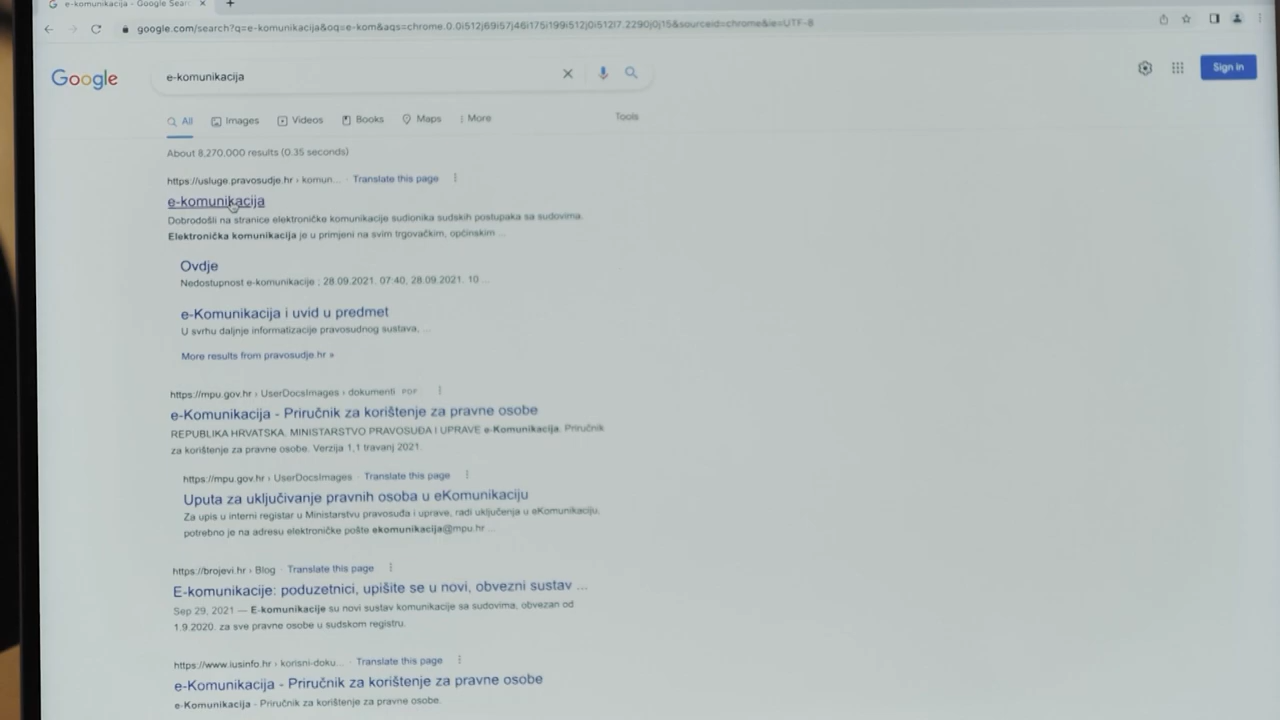 e-komunikacija - Google Sear
google.com/search?q=e-komunikacija&oq=e-kom&aqs=chrome.0.0i512j69i57j46i175i199i512j0i512l7.2290j0j15&sourceid=chrome&ie=UTF-8
Google
e-komunikacija
Sign in
All Images Videos Books Maps More Tools
About 8,270,000 results (0.35 seconds)
https://usluge.pravosudje.hr › komun... · Translate this page
e-komunikacija
Dobrodošli na stranice elektroničke komunikacije sudionika sudskih postupaka sa sudovima.
Elektronička komunikacija je u primjeni na svim trgovačkim, općinskim ...
Ovdje
Nedostupnost e-komunikacije ; 28.09.2021. 07:40, 28.09.2021. 10 ...
e-Komunikacija i uvid u predmet
U svrhu daljnje informatizacije pravosudnog sustava, ...
More results from pravosudje.hr »
https://mpu.gov.hr › UserDocsImages › dokumenti PDF
e-Komunikacija - Priručnik za korištenje za pravne osobe
REPUBLIKA HRVATSKA. MINISTARSTVO PRAVOSUĐA I UPRAVE e-Komunikacija. Priručnik
za korištenje za pravne osobe. Verzija 1,1 travanj 2021.
https://mpu.gov.hr › UserDocsImages · Translate this page
Uputa za uključivanje pravnih osoba u eKomunikaciju
Za upis u interni registar u Ministarstvu pravosuđa i uprave, radi uključenja u eKomunikaciju,
potrebno je na adresu elektroničke pošte ekomunikacija@mpu.hr ...
https://brojevi.hr › Blog · Translate this page
E-komunikacije: poduzetnici, upišite se u novi, obvezni sustav ...
Sep 29, 2021 — E-komunikacije su novi sustav komunikacije sa sudovima, obvezan od
1.9.2020. za sve pravne osobe u sudskom registru.
https://www.iusinfo.hr › korisni-doku... · Translate this page
e-Komunikacija - Priručnik za korištenje za pravne osobe
e-Komunikacija - Priručnik za korištenje za pravne osobe.